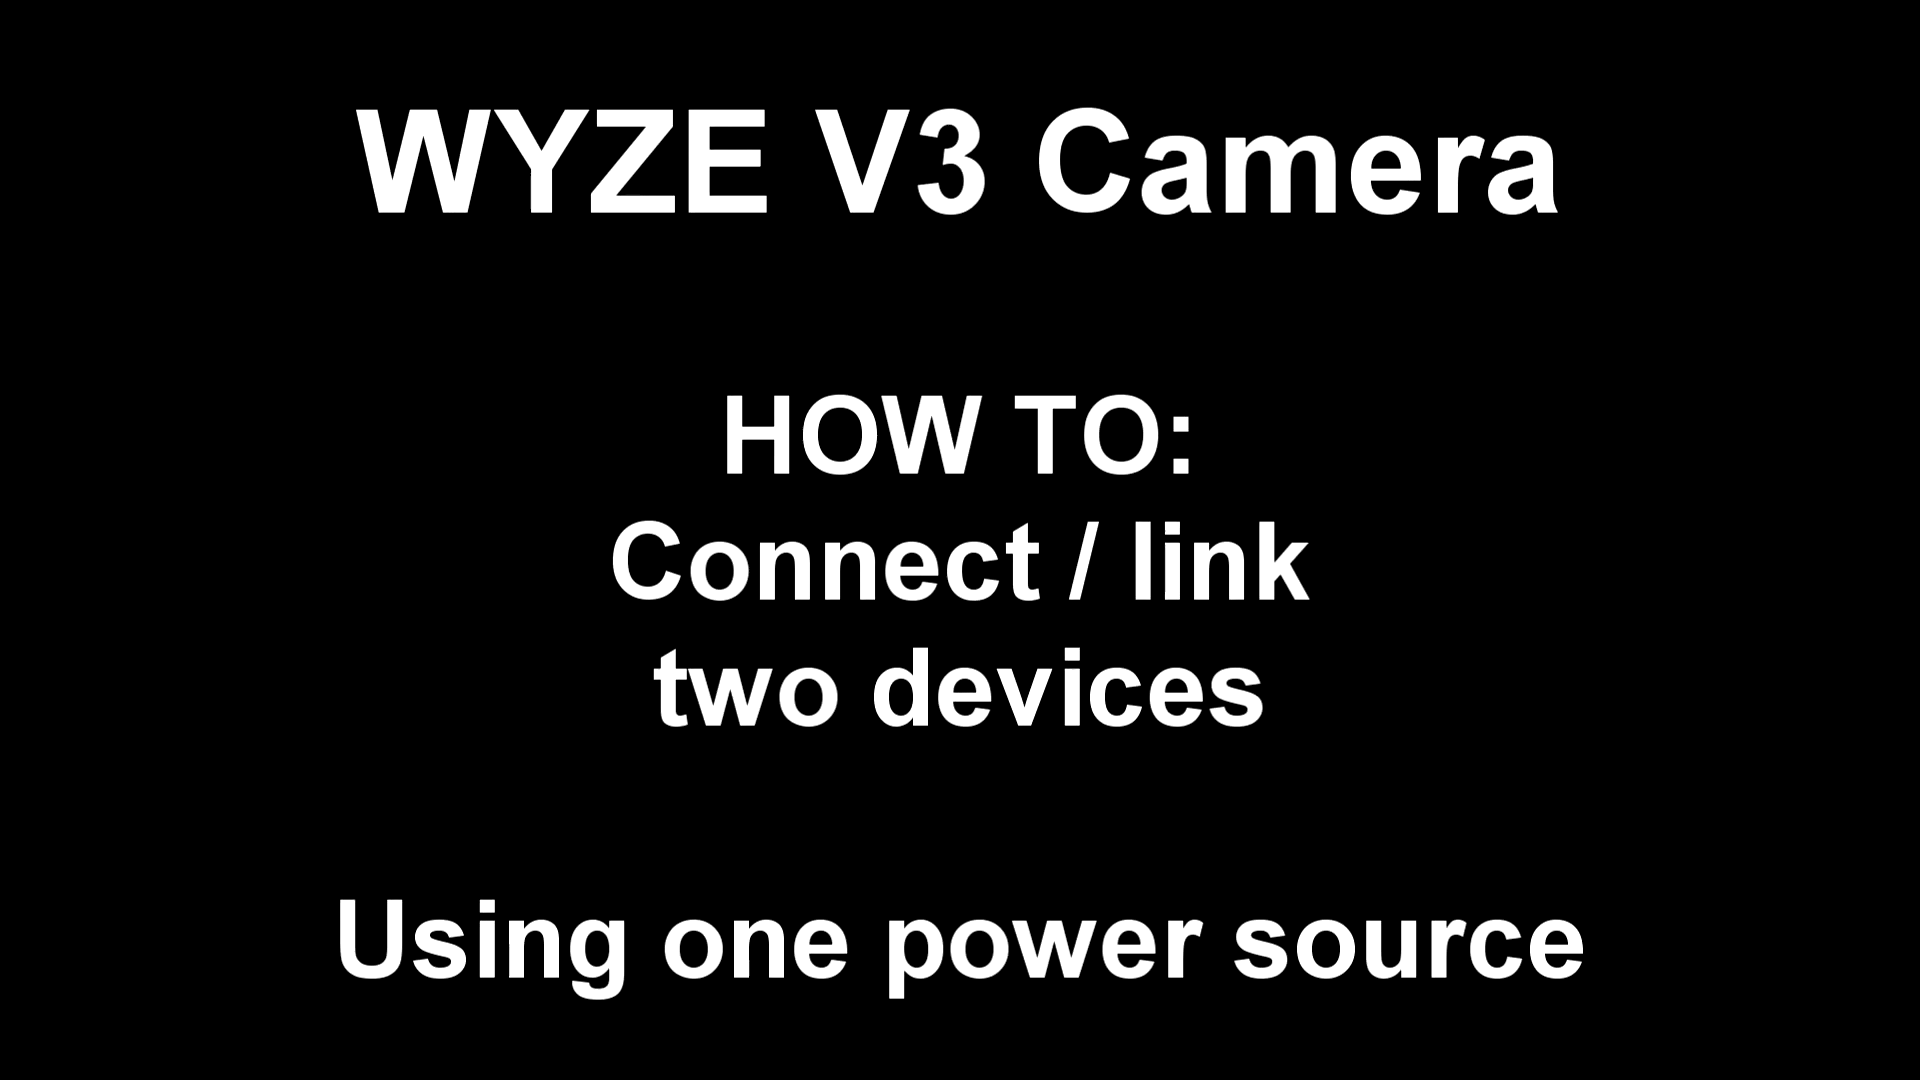 WYZE V3 Camera
HOW TO:
Connect / link
two devices
Using one power source